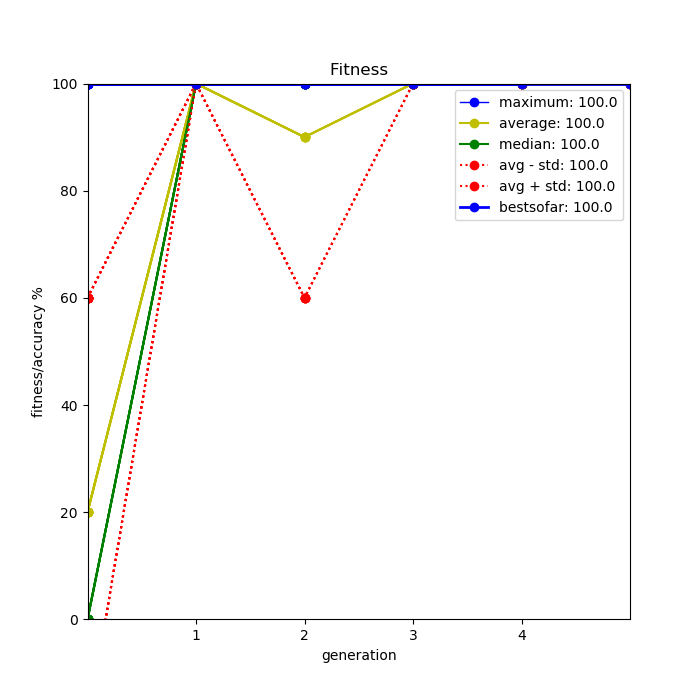 Fitness
100
80
60
40
20
0
fitness/accuracy %
maximum: 100.0
average: 100.0
median: 100.0
avg - std: 100.0
avg + std: 100.0
bestsofar: 100.0
1 2 3 4
generation